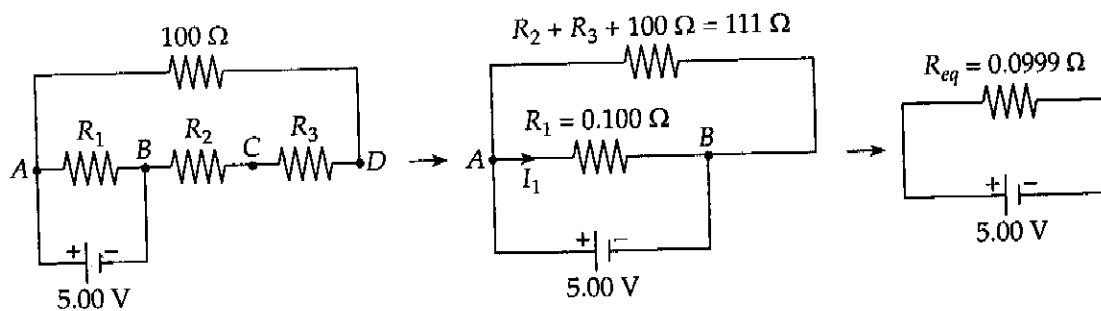 100 Ω
R₁ B R₂ C R₃
A D
+ −
5.00 V
R₂ + R₃ + 100 Ω = 111 Ω
R₁ = 0.100 Ω
A B
I₁
+ −
5.00 V
R_eq = 0.0999 Ω
+ −
5.00 V